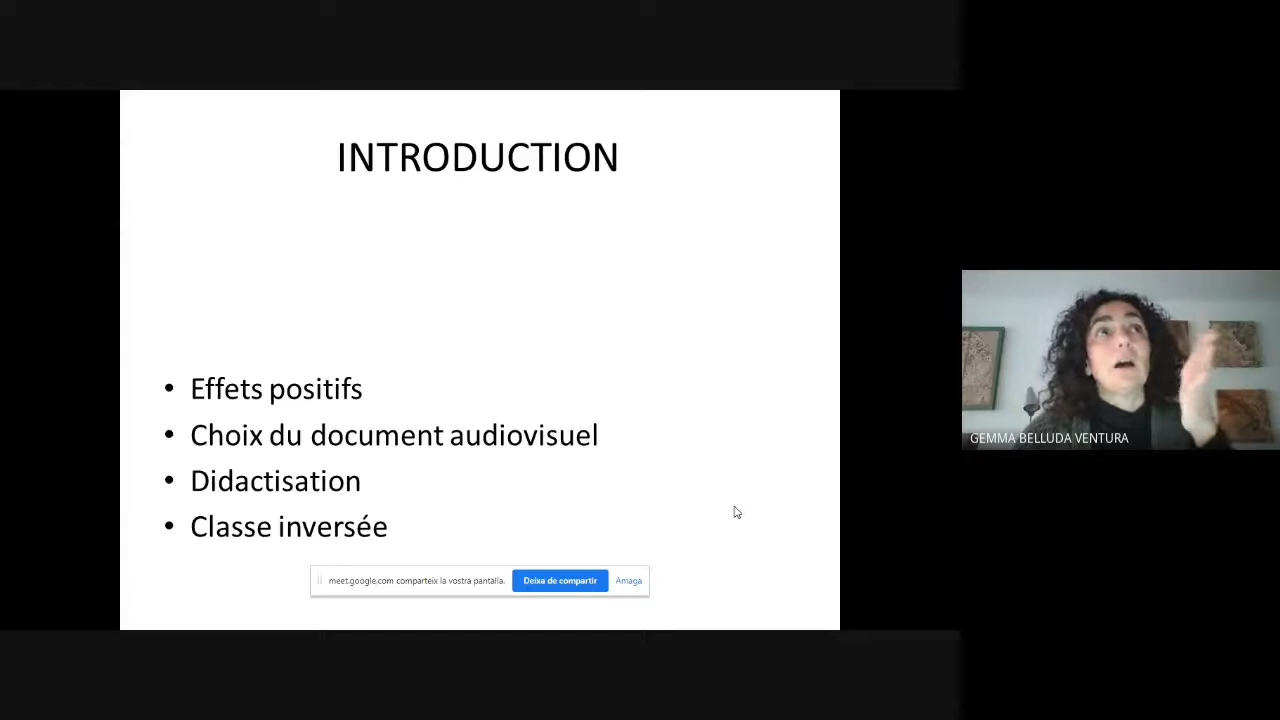 INTRODUCTION
• Effets positifs
• Choix du document audiovisuel
• Didactisation
• Classe inversée
meet.google.com comparteix la vostra pantalla. Deixa de compartir Amaga
GEMMA BELLUDA VENTURA